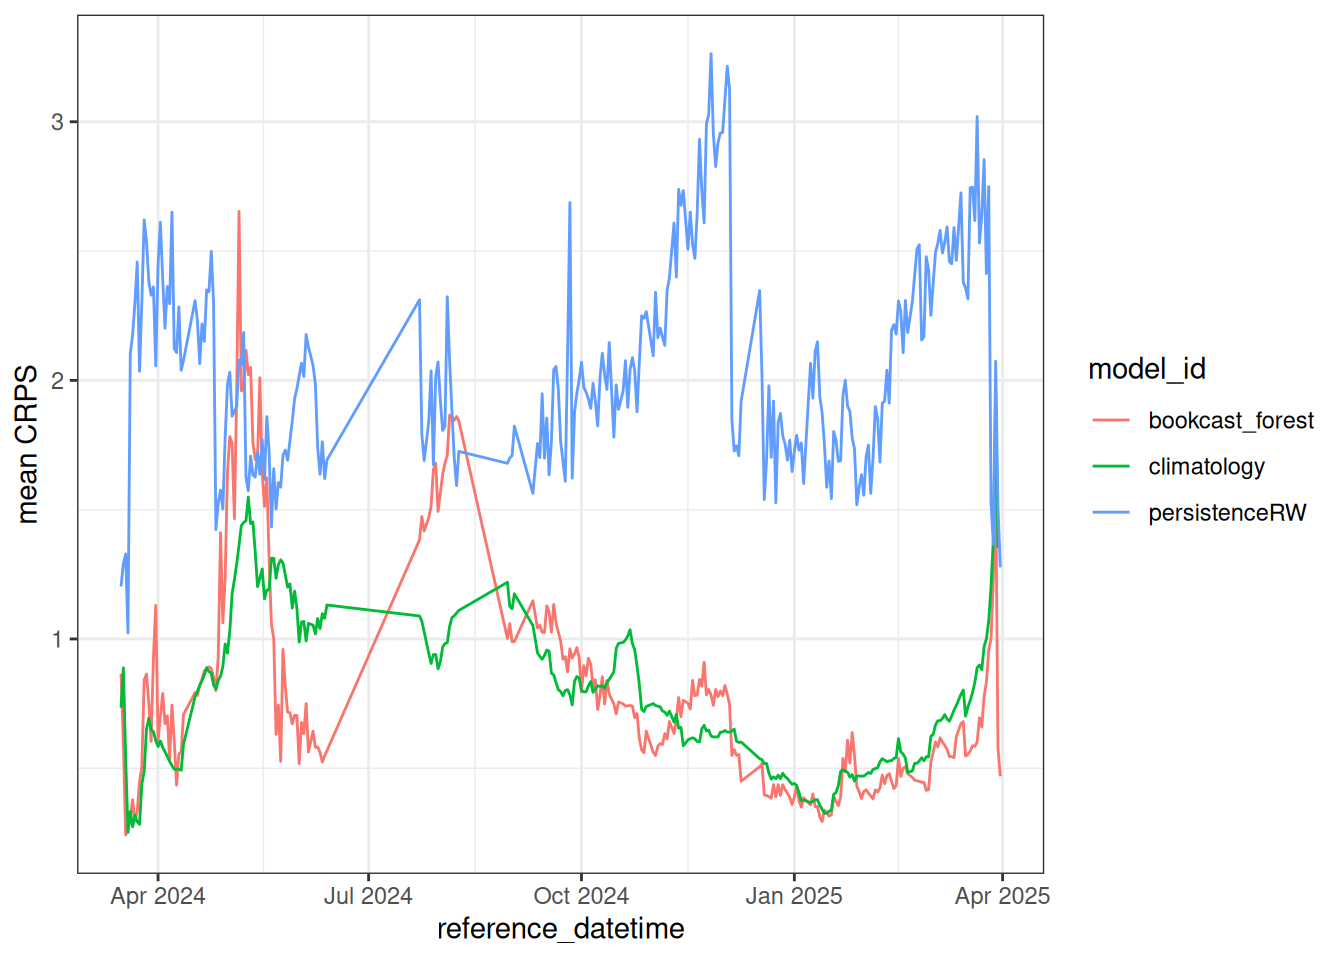 3
2
1
mean CRPS
Apr 2024
Jul 2024
Oct 2024
Jan 2025
Apr 2025
reference_datetime
model_id
bookcast_forest
climatology
persistenceRW